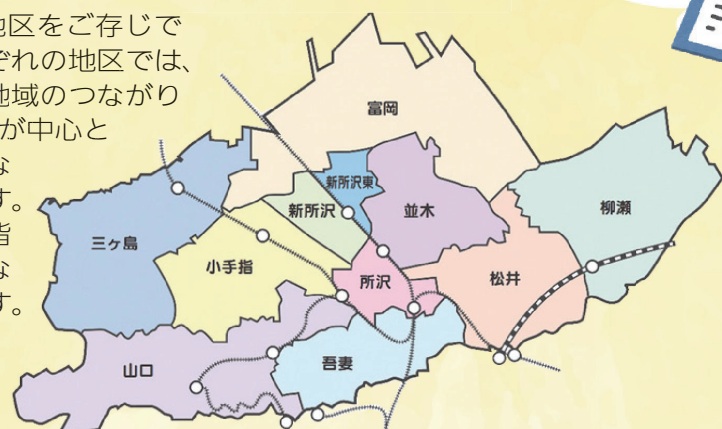 地区をご存じで
ぞれの地区では、
地域のつながり
が中心と
な
す。
指
な
す。
富岡
新所沢東
新所沢
並木
柳瀬
三ヶ島
小手指
所沢
松井
山口
吾妻